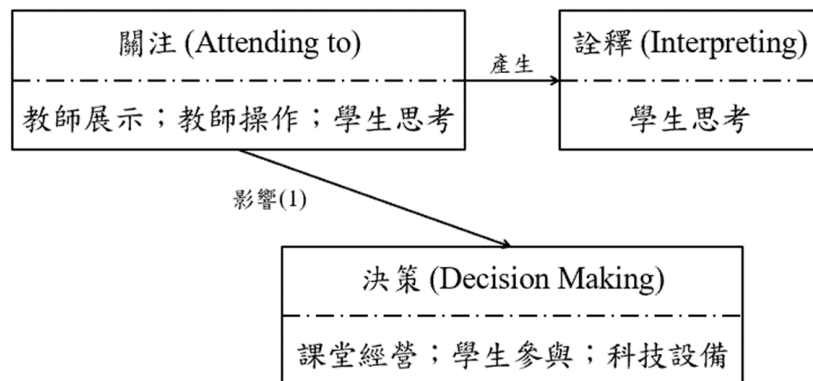 關注 (Attending to)
教師展示；教師操作；學生思考
產生
詮釋 (Interpreting)
學生思考
影響(1)
決策 (Decision Making)
課堂經營；學生參與；科技設備